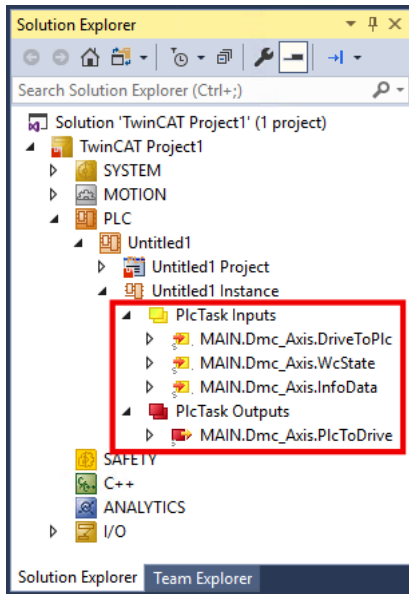 Solution Explorer
Search Solution Explorer (Ctrl+;)
Solution 'TwinCAT Project1' (1 project)
TwinCAT Project1
SYSTEM
MOTION
PLC
Untitled1
Untitled1 Project
Untitled1 Instance
PlcTask Inputs
MAIN.Dmc_Axis.DriveToPlc
MAIN.Dmc_Axis.WcState
MAIN.Dmc_Axis.InfoData
PlcTask Outputs
MAIN.Dmc_Axis.PlcToDrive
SAFETY
C++
ANALYTICS
I/O
Solution Explorer Team Explorer